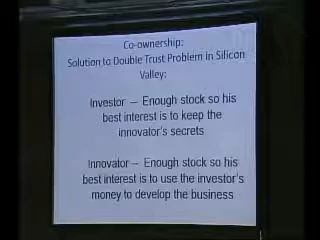 Co-ownership:
Solution to Double Trust Problem in Silicon
Valley:
Investor — Enough stock so his
best interest is to keep the
innovator's secrets
Innovator — Enough stock so his
best interest is to use the investor's
money to develop the business